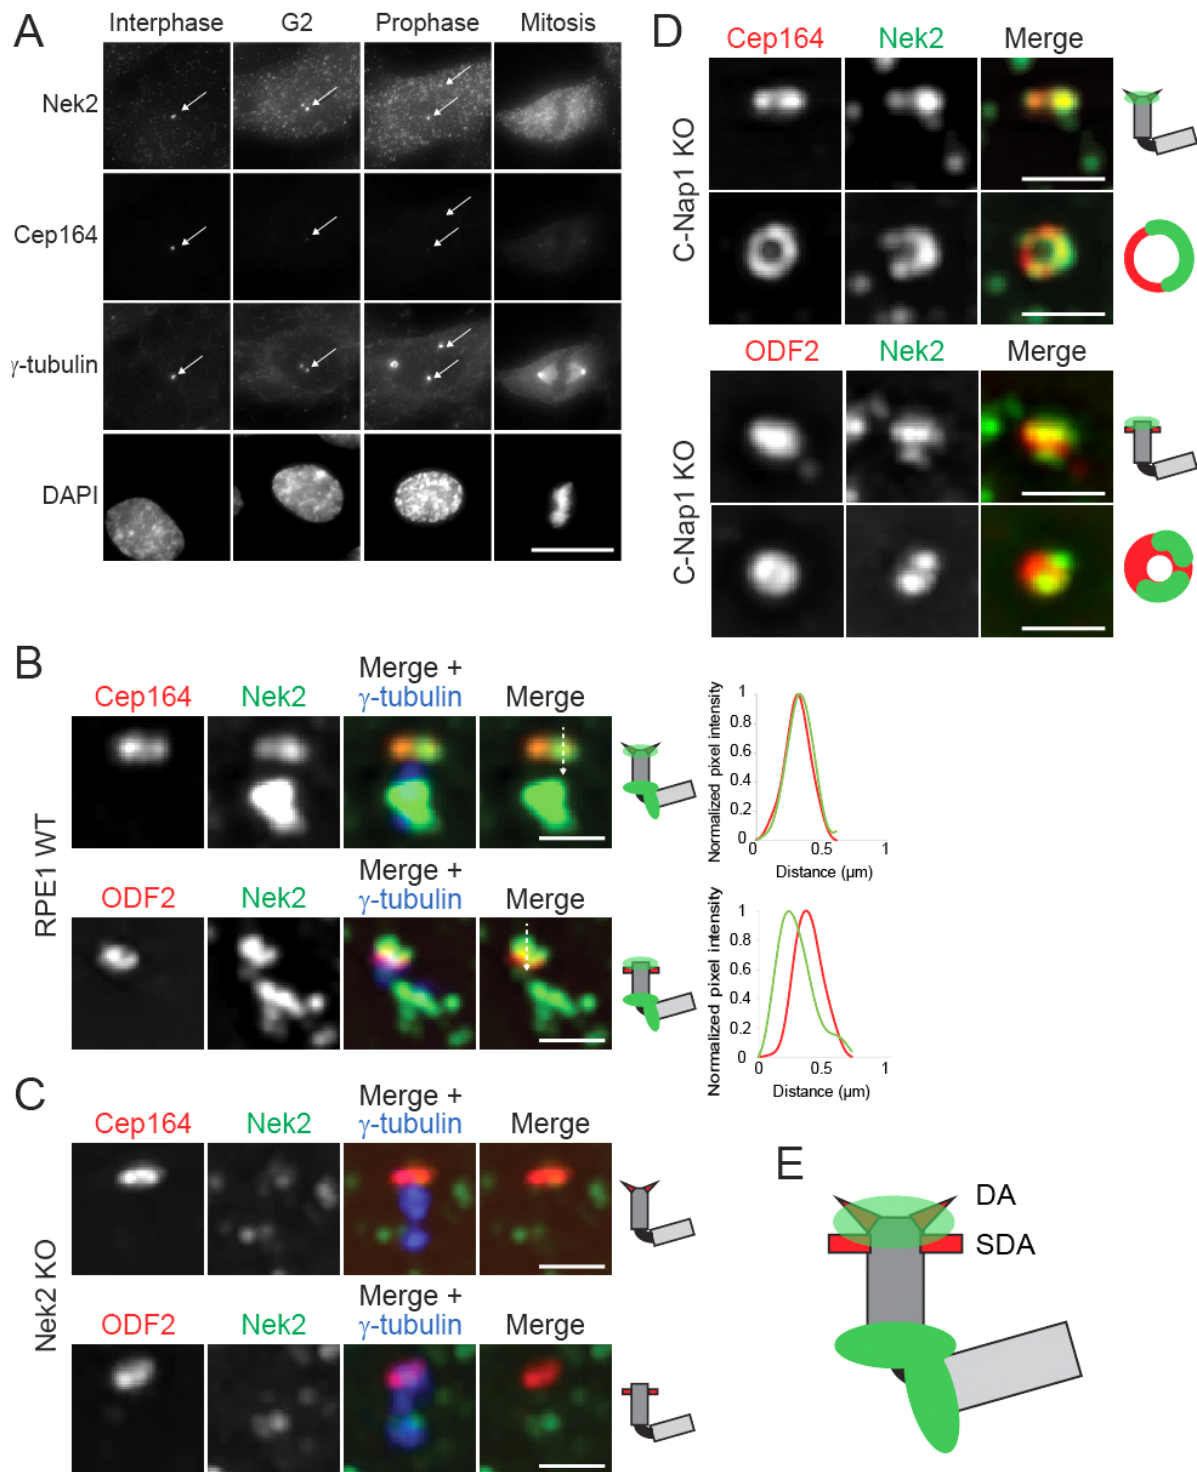 A
Interphase G2 Prophase Mitosis
Nek2
Cep164
γ-tubulin
DAPI
B
RPE1 WT
Merge +
Cep164 Nek2 γ-tubulin Merge
Normalized pixel intensity
1
0.8
0.6
0.4
0.2
0
0 0.5 1
Distance (µm)
Merge +
ODF2 Nek2 γ-tubulin Merge
Normalized pixel intensity
1
0.8
0.6
0.4
0.2
0
0 0.5 1
Distance (µm)
C
Nek2 KO
Merge +
Cep164 Nek2 γ-tubulin Merge
Merge +
ODF2 Nek2 γ-tubulin Merge
D
Cep164 Nek2 Merge
C-Nap1 KO
ODF2 Nek2 Merge
C-Nap1 KO
E
DA
SDA